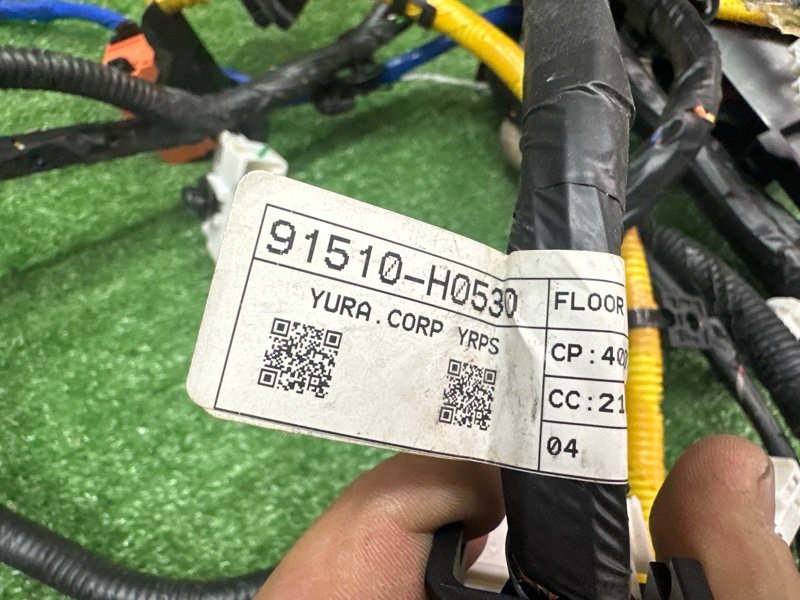 91510-H0530
YURA.CORP YRPS
FLOOR
CP:40
CC:21
04